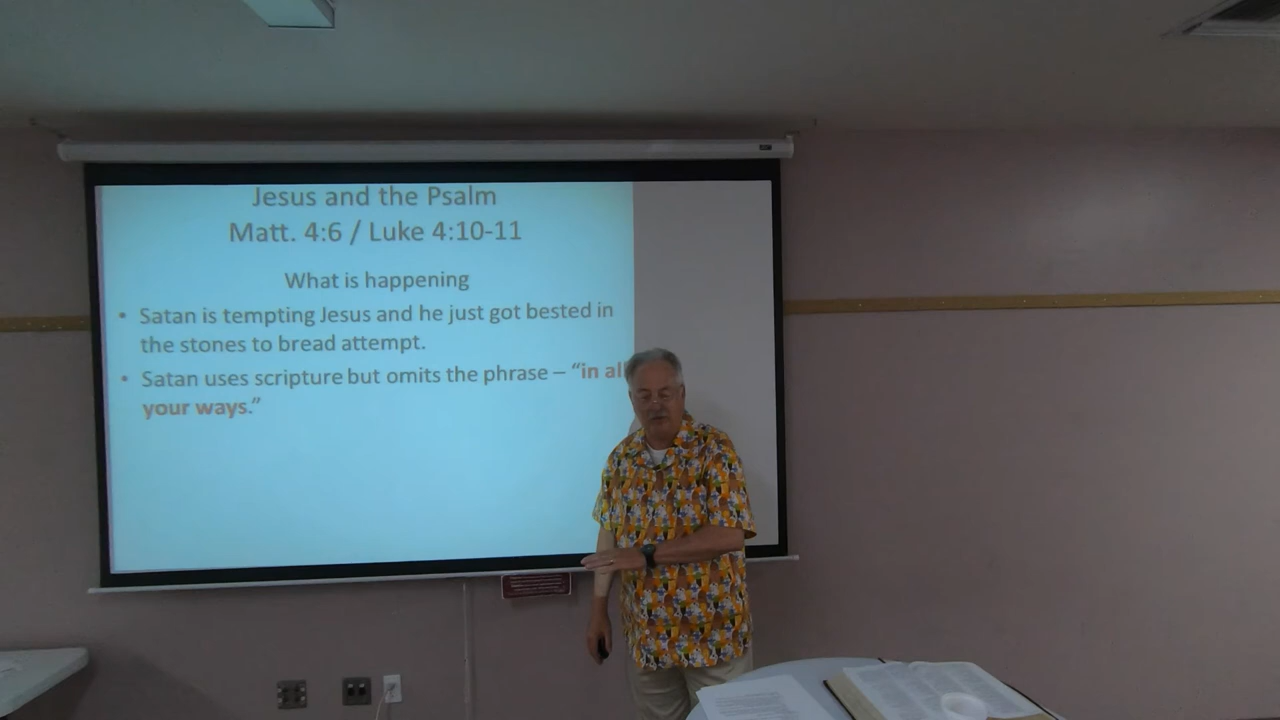 Jesus and the Psalm
Matt. 4:6 / Luke 4:10-11
What is happening
• Satan is tempting Jesus and he just got bested in
the stones to bread attempt.
• Satan uses scripture but omits the phrase – “in all
your ways.”